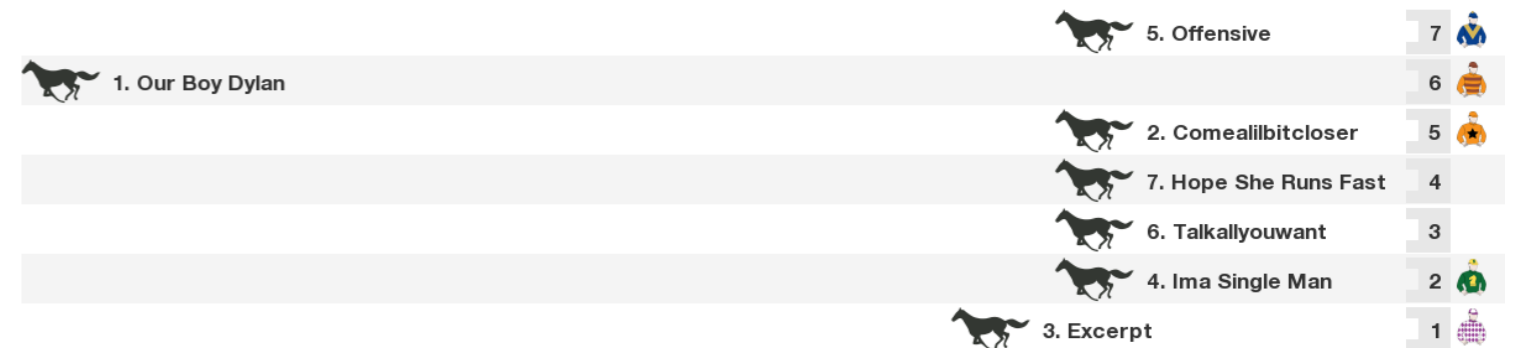 5. Offensive 7
1. Our Boy Dylan 6
2. Comealilbitcloser 5
7. Hope She Runs Fast 4
6. Talkallyouwant 3
4. Ima Single Man 2
3. Excerpt 1